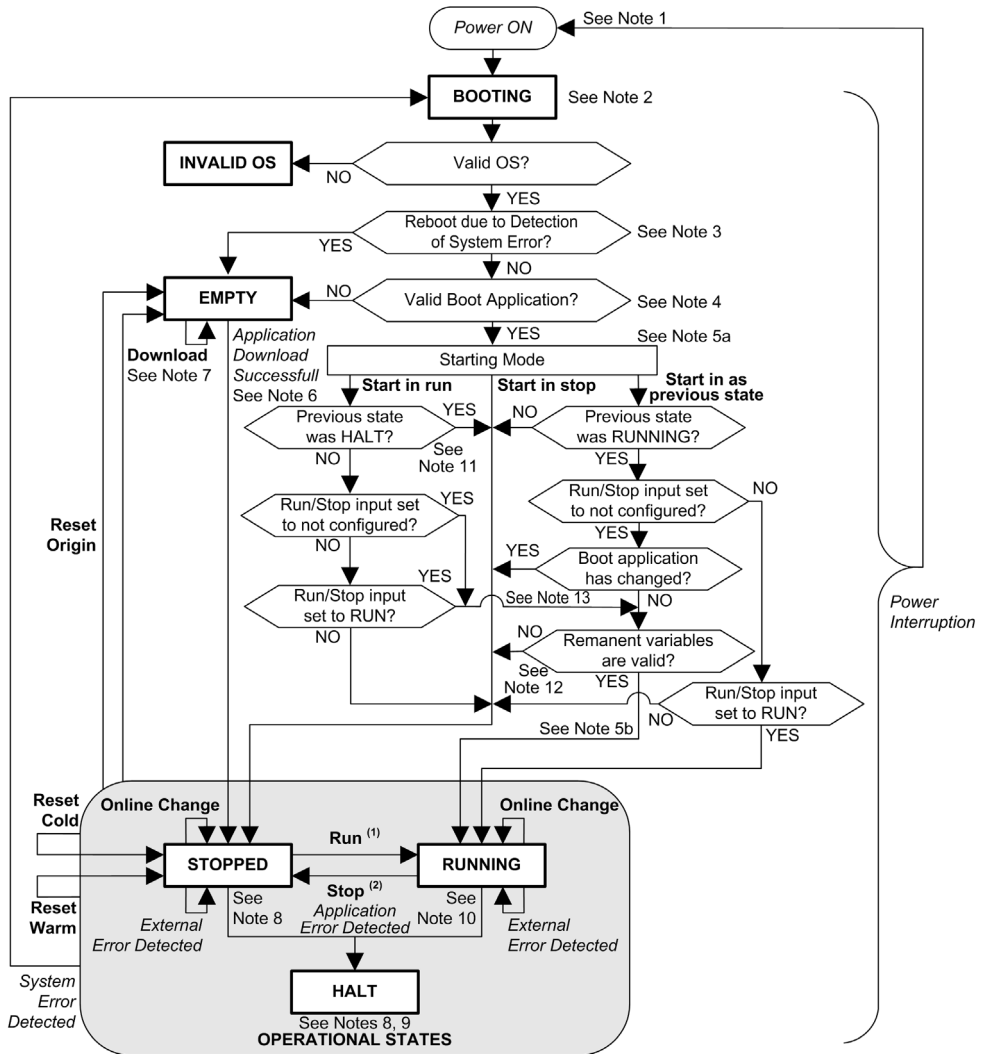 Power ON
See Note 1
BOOTING
See Note 2
INVALID OS
Valid OS?
NO
YES
Reboot due to Detection
of System Error?
See Note 3
YES
NO
EMPTY
NO
Valid Boot Application?
See Note 4
YES
See Note 5a
Download
See Note 7
Application
Download
Successfull
See Note 6
Starting Mode
Start in run
Start in stop
Start in as
previous state
Previous state
was HALT?
YES
See
Note 11
NO
NO
Previous state
was RUNNING?
YES
Run/Stop input set
to not configured?
YES
NO
Run/Stop input set
to not configured?
NO
YES
Reset
Origin
YES
Boot application
has changed?
NO
Run/Stop input
set to RUN?
YES
NO
See Note 13
Power
Interruption
NO
Remanent variables
are valid?
See
Note 12
YES
Run/Stop input
set to RUN?
NO
YES
See Note 5b
Reset
Cold
Online Change
Online Change
Run (1)
STOPPED
RUNNING
Stop (2)
Reset
Warm
External
Error Detected
See
Note 8
Application
Error Detected
See
Note 10
External
Error Detected
System
Error
Detected
HALT
See Notes 8, 9
OPERATIONAL STATES